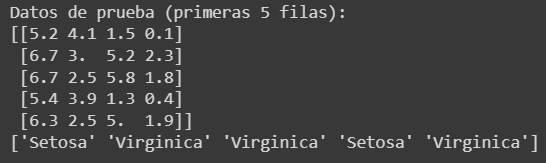 Datos de prueba (primeras 5 filas):
[[5.2 4.1 1.5 0.1]
 [6.7 3.  5.2 2.3]
 [6.7 2.5 5.8 1.8]
 [5.4 3.9 1.3 0.4]
 [6.3 2.5 5.  1.9]]
['Setosa' 'Virginica' 'Virginica' 'Setosa' 'Virginica']